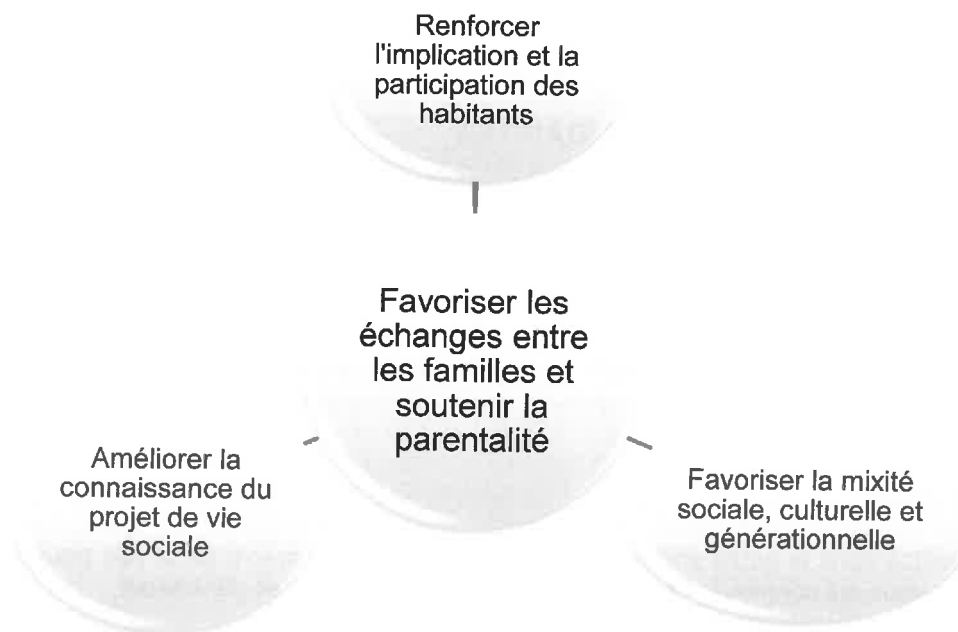 Renforcer
l'implication et la
participation des
habitants
Favoriser les
échanges entre
les familles et
soutenir la
parentalité
Améliorer la
connaissance du
projet de vie
sociale
Favoriser la mixité
sociale, culturelle et
générationnelle